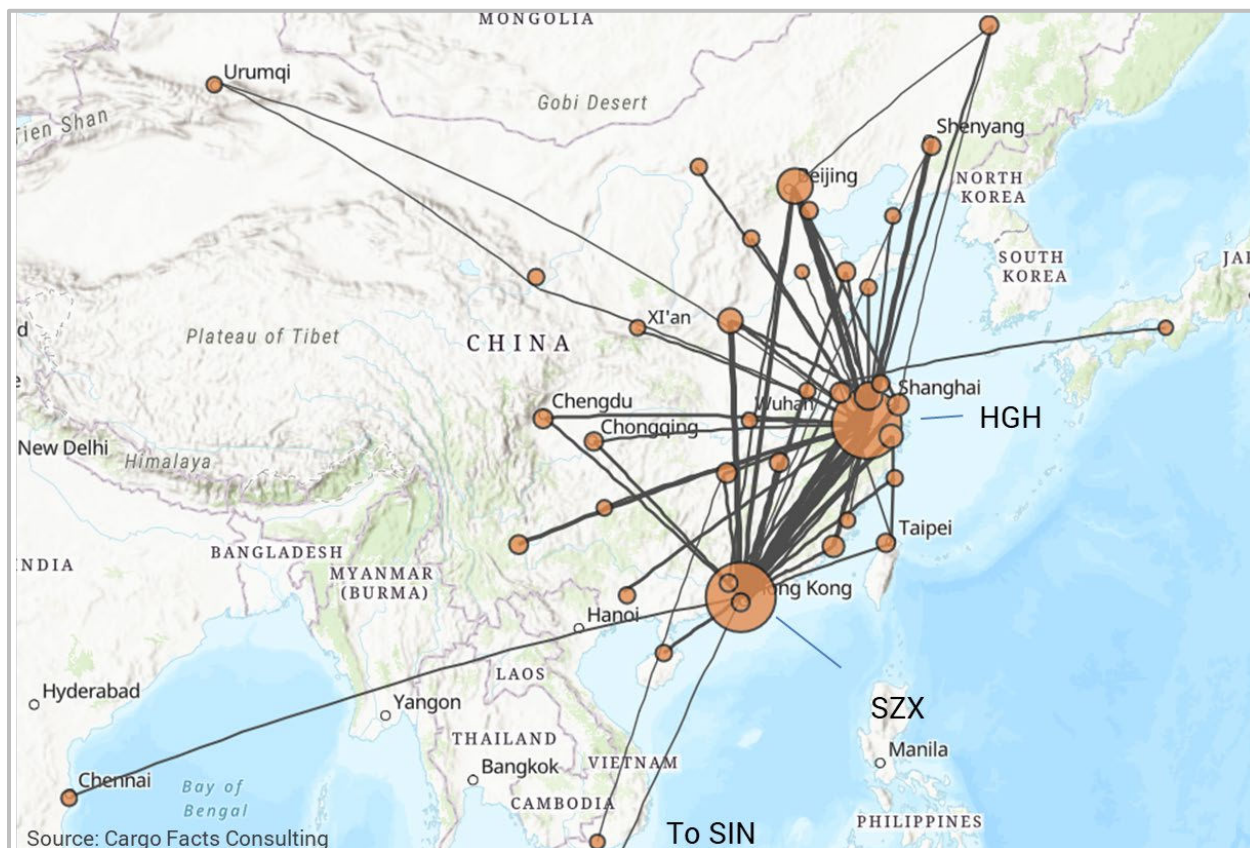 MONGOLIA
Urumqi
Gobi Desert
Tien Shan
Shenyang
Beijing
NORTH
KOREA
SOUTH
KOREA
JA
d
XI'an
Plateau of Tibet
CHINA
e
Shanghai
Chengdu
Wuhan
HGH
Chongqing
New Delhi
Himalaya
Taipei
BANGLADESH
NDIA
MYANMAR
(BURMA)
ong Kong
Hanoi
LAOS
Hyderabad
Yangon
SZX
THAILAND
VIETNAM
Manila
Bangkok
Chennai
Bay of
Bengal
CAMBODIA
PHILIPPINES
To SIN
Source: Cargo Facts Consulting